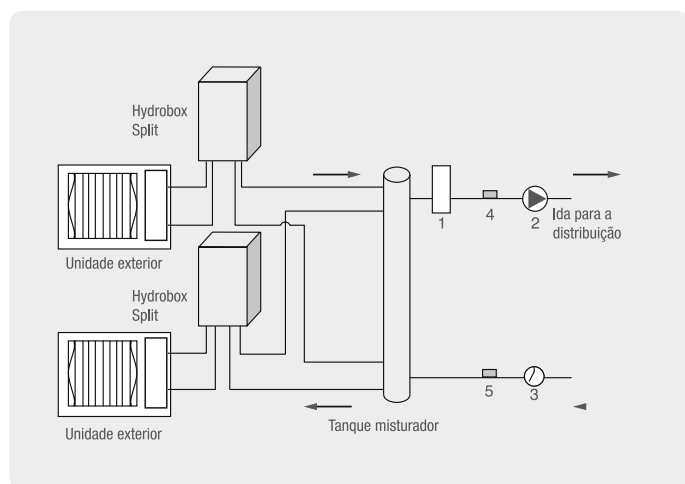 Hydrobox
Split
Unidade exterior
Hydrobox
Split
Unidade exterior
1
4
2
Ida para a
distribuição
5
3
Tanque misturador